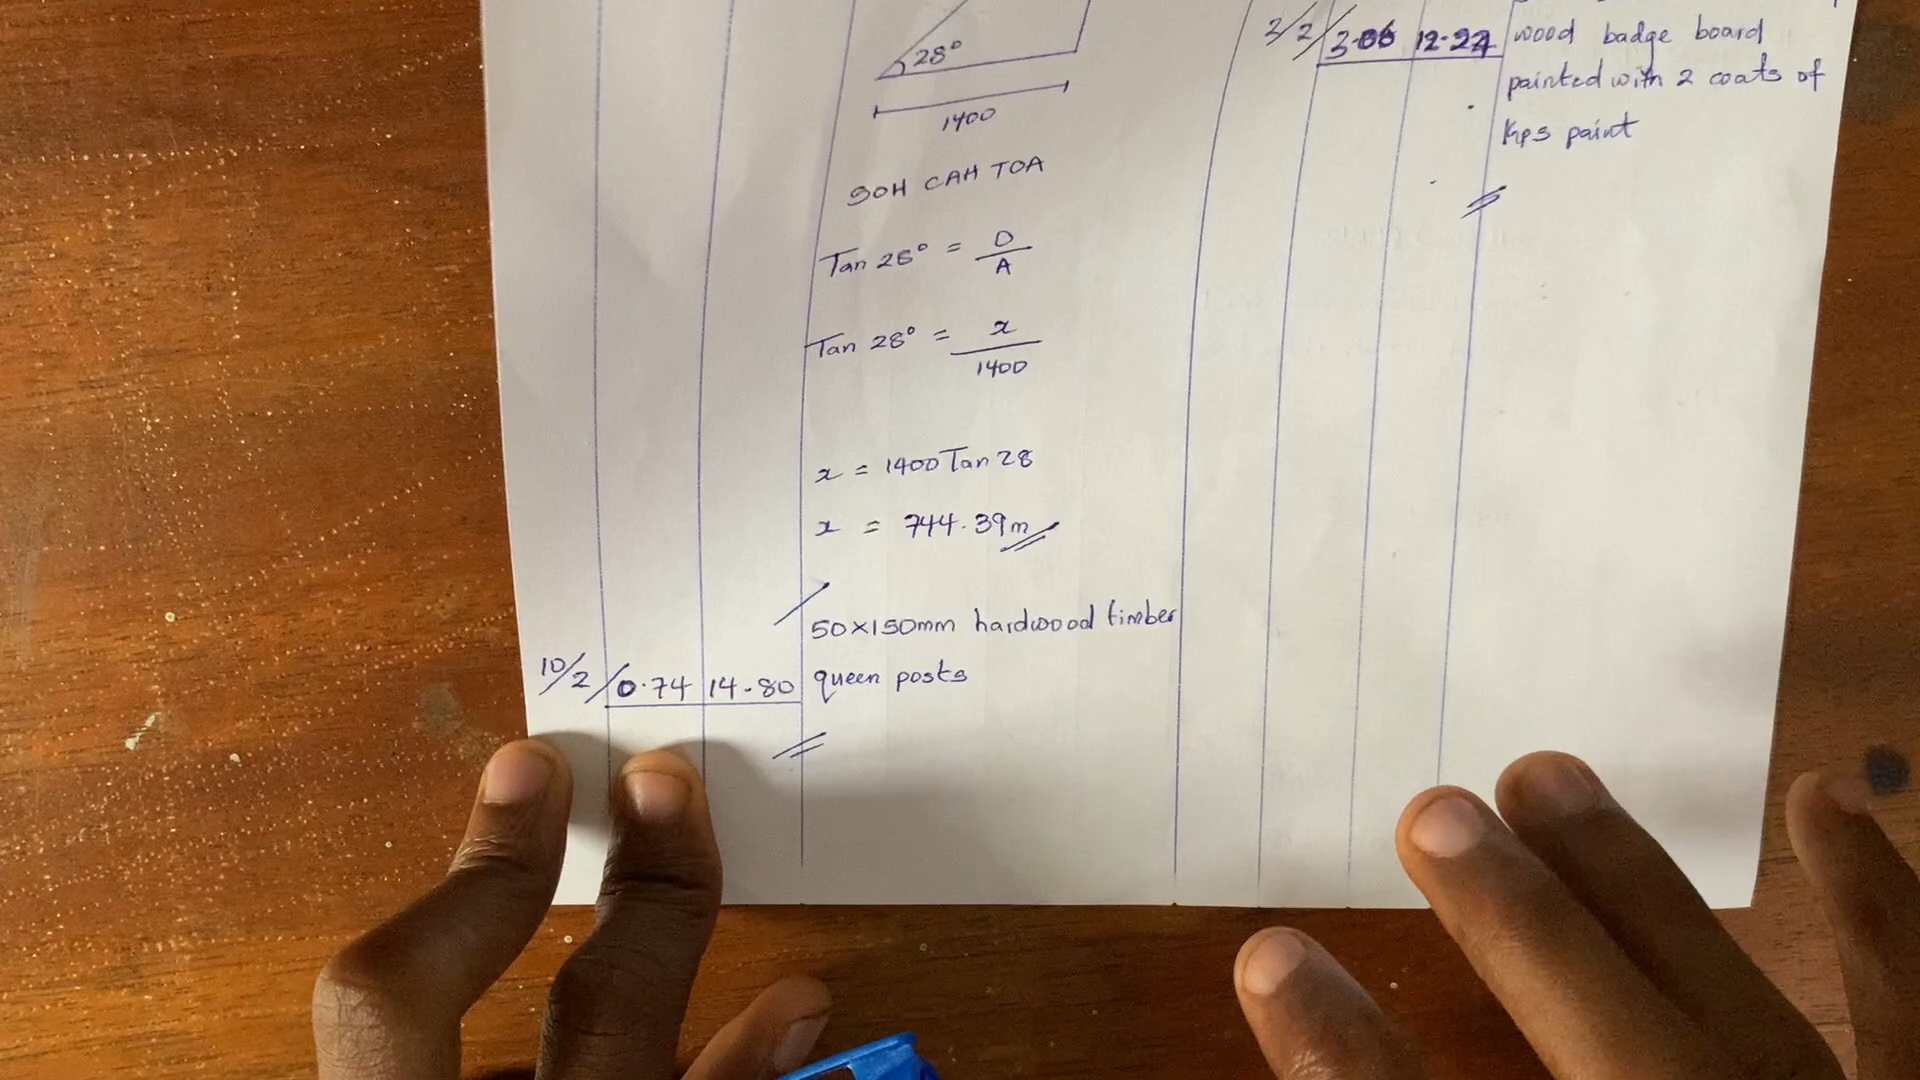 28°
1400
SOH CAH TOA
Tan 28° = O
A
Tan 28° = x
1400
x = 1400 Tan 28
x = 744.39m
50x150mm hardwood timber
10/2/ 0.74 14.80 queen posts
2/2/ 3.06 12.24 wood badge board
painted with 2 coats of
Kps paint